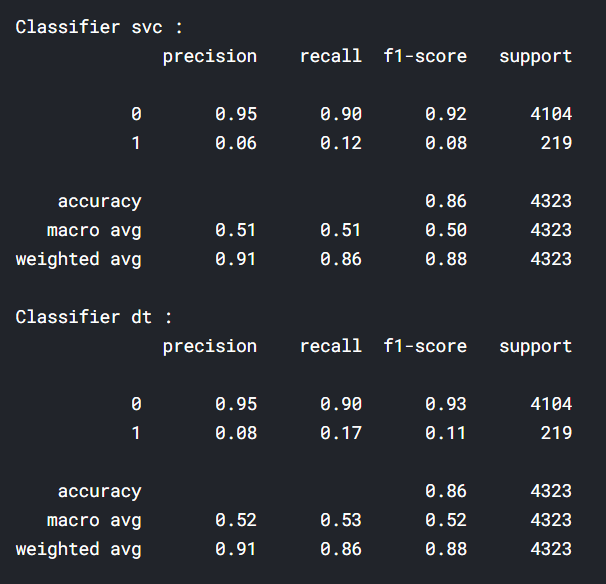 Classifier svc :
precision recall f1-score support
0 0.95 0.90 0.92 4104
1 0.06 0.12 0.08 219
accuracy 0.86 4323
macro avg 0.51 0.51 0.50 4323
weighted avg 0.91 0.86 0.88 4323
Classifier dt :
precision recall f1-score support
0 0.95 0.90 0.93 4104
1 0.08 0.17 0.11 219
accuracy 0.86 4323
macro avg 0.52 0.53 0.52 4323
weighted avg 0.91 0.86 0.88 4323